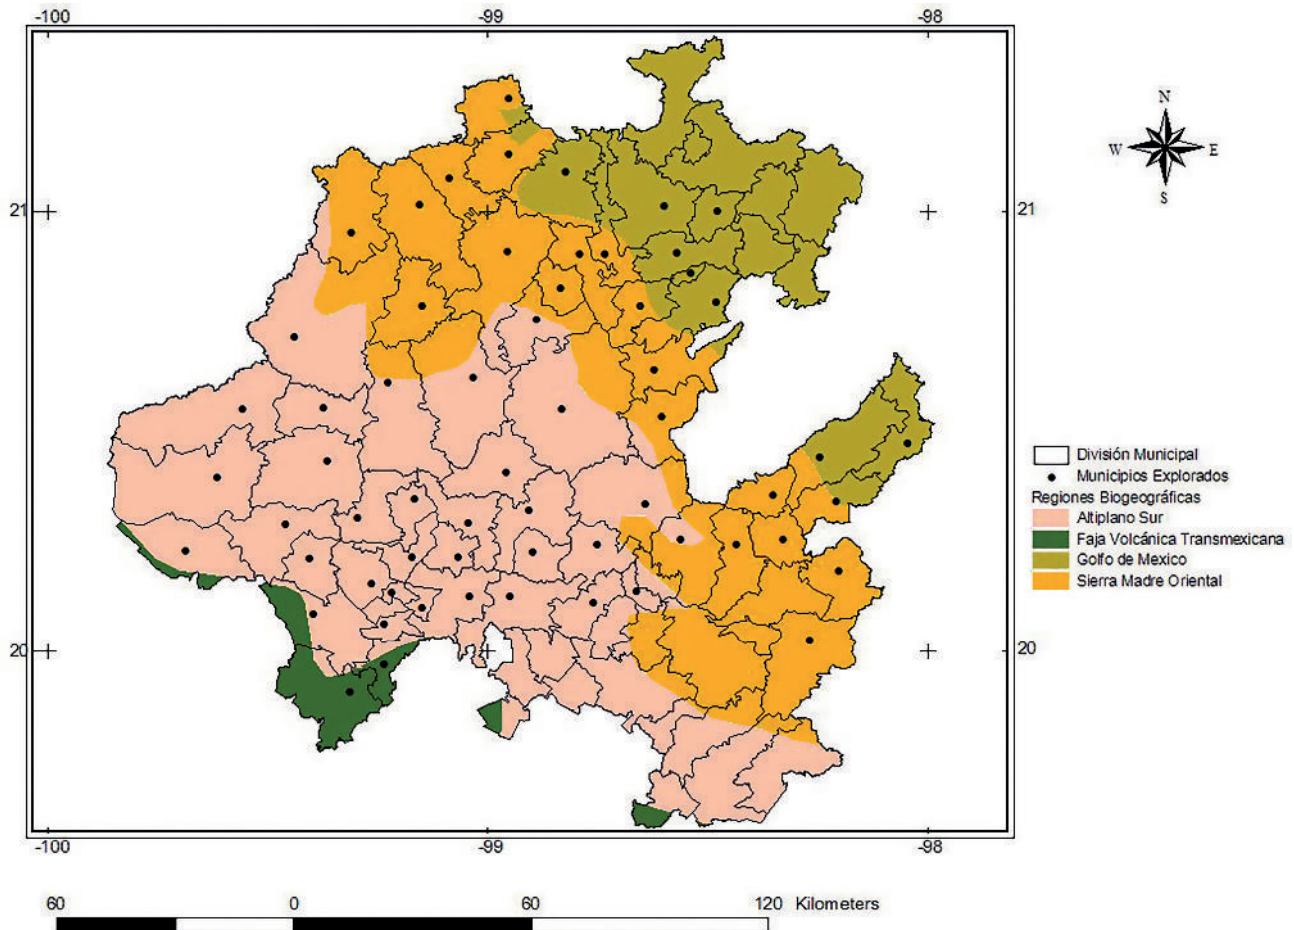 -100 -99 -98
N
W E
S
21 21
División Municipal
Municipios Explorados
Regiones Biogeográficas
Altiplano Sur
Faja Volcánica Transmexicana
Golfo de Mexico
Sierra Madre Oriental
20 20
-100 -99 -98
60 0 60 120 Kilometers